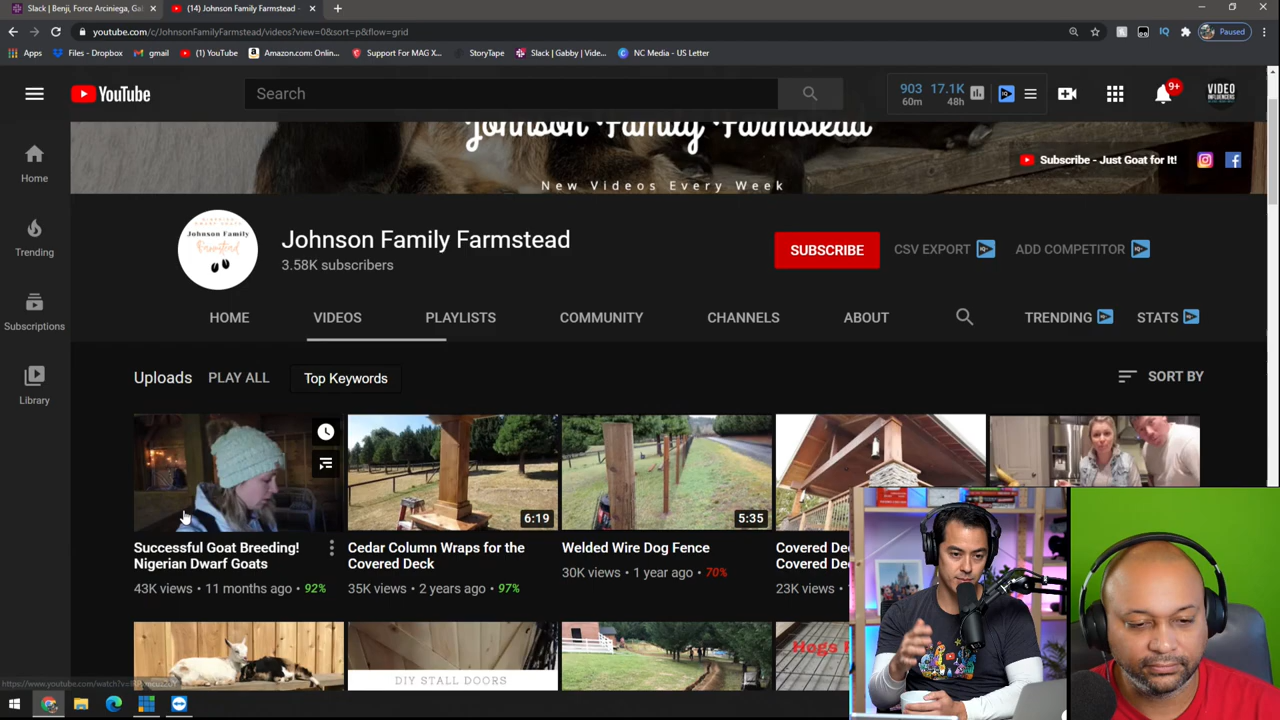 Slack | Benji, Force Arciniega, Gab
(14) Johnson Family Farmstead -
youtube.com/c/JohnsonFamilyFarmstead/videos?view=0&sort=p&flow=grid
Paused
Apps
Files - Dropbox
gmail
(1) YouTube
Amazon.com: Onlin...
Support For MAG X...
StoryTape
Slack | Gabby | Vide...
NC Media - US Letter
YouTube
Search
903
60m
17.1K
48h
9+
VIDEO
INFLUENCERS
Johnson Family Farmstead
New Videos Every Week
Subscribe - Just Goat for It!
Home
Trending
Subscriptions
Library
Johnson Family
Farmstead
Johnson Family Farmstead
3.58K subscribers
SUBSCRIBE
CSV EXPORT
ADD COMPETITOR
HOME
VIDEOS
PLAYLISTS
COMMUNITY
CHANNELS
ABOUT
TRENDING
STATS
Uploads
PLAY ALL
Top Keywords
SORT BY
6:19
5:35
Successful Goat Breeding!
Nigerian Dwarf Goats
43K views • 11 months ago • 92%
Cedar Column Wraps for the
Covered Deck
35K views • 2 years ago • 97%
Welded Wire Dog Fence
30K views • 1 year ago • 70%
Covered De
Covered Deck
23K views •
DIY STALL DOORS
Hogs